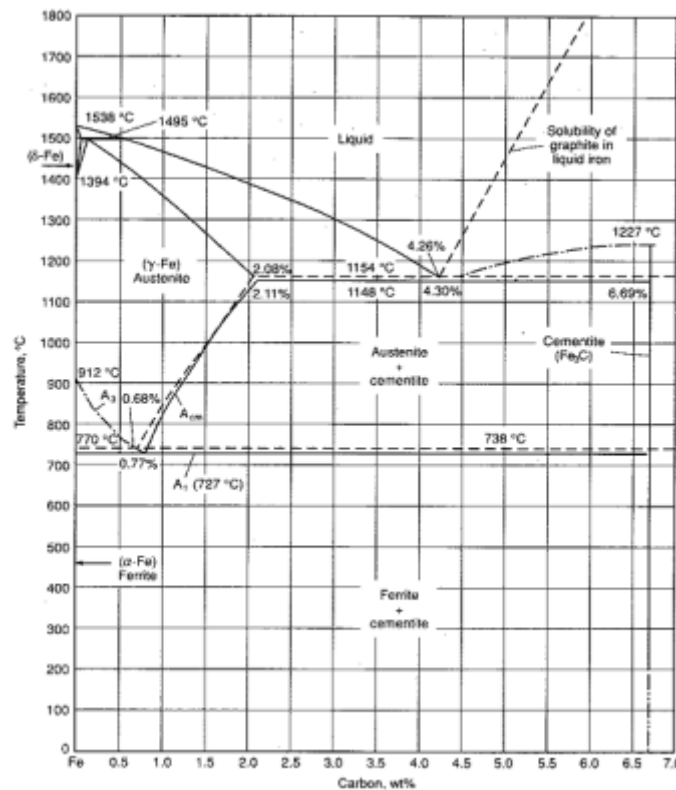 1800
1700
1600
1538 °C
1495 °C
1500
Liquid
Solubility of
graphite in
liquid iron
(δ-Fe)
1394 °C
1400
1300
1227 °C
4.26%
1200
(γ-Fe)
Austenite
2.08%
1154 °C
1100
2.11%
1148 °C
4.30%
6.69%
1000
Austenite
+
cementite
Cementite
(Fe3C)
Temperature, °C
912 °C
900
A3
0.68%
Acm
800
770 °C
738 °C
0.77%
A1 (727 °C)
700
600
500
(α-Fe)
Ferrite
400
Ferrite
+
cementite
300
200
100
0
Fe
0.5
1.0
1.5
2.0
2.5
3.0
3.5
4.0
4.5
5.0
5.5
6.0
6.5
7.0
Carbon, wt%